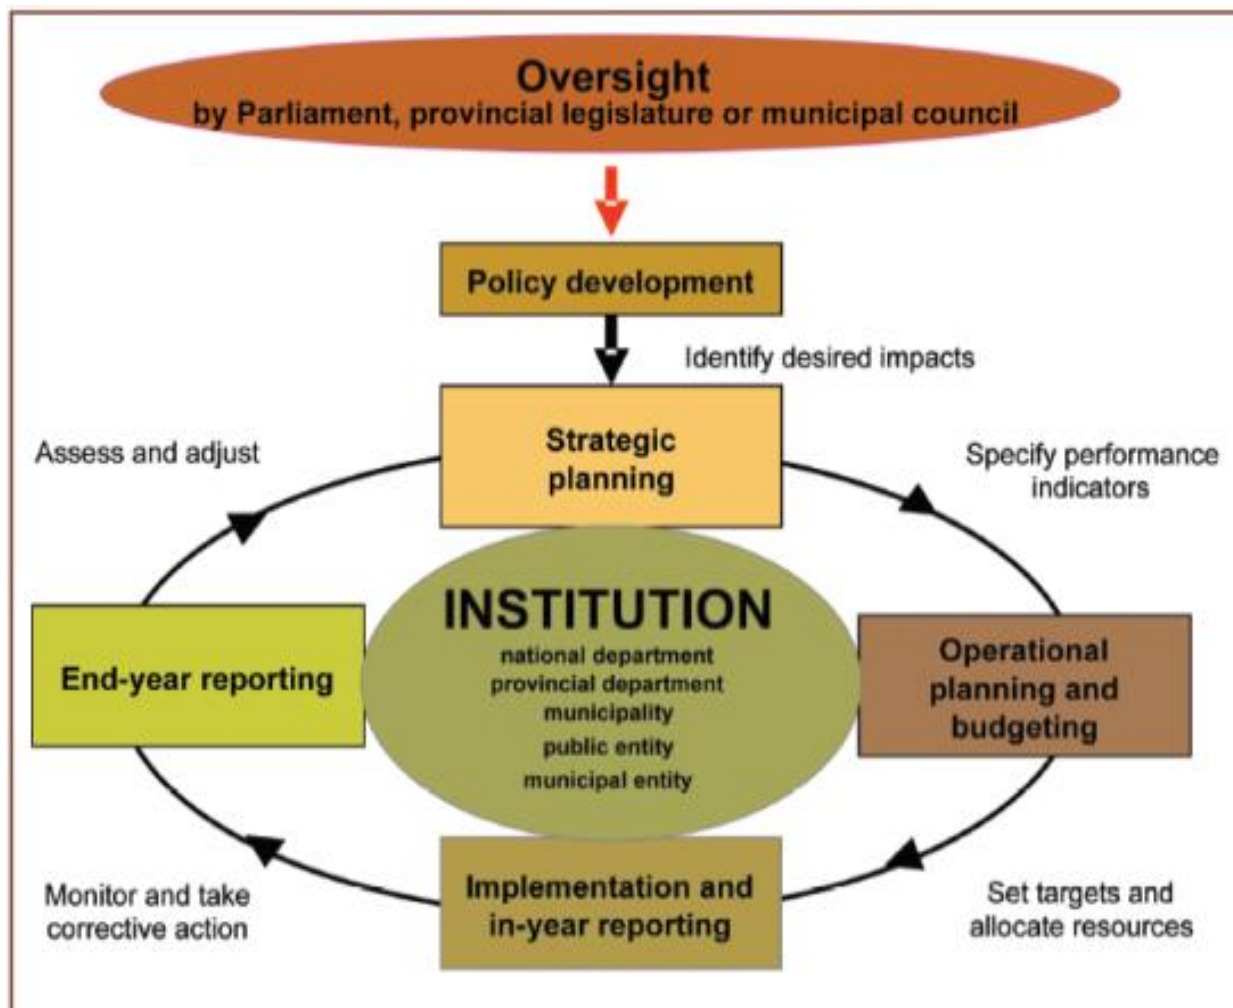 Oversight
by Parliament, provincial legislature or municipal council
Policy development
Identify desired impacts
Strategic
planning
Assess and adjust
Specify performance
indicators
INSTITUTION
national department
provincial department
municipality
public entity
municipal entity
End-year reporting
Operational
planning and
budgeting
Implementation and
in-year reporting
Monitor and take
corrective action
Set targets and
allocate resources